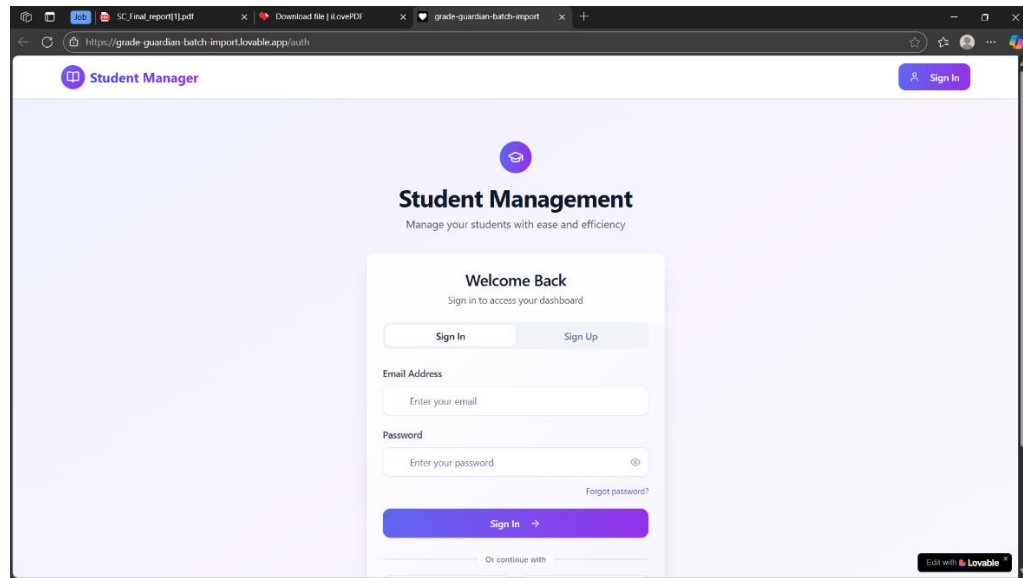 Job
SC_Final_report[1].pdf
Download file | iLovePDF
grade-guardian-batch-import
https://grade-guardian-batch-import.lovable.app/auth
Student Manager
Sign In
Student Management
Manage your students with ease and efficiency
Welcome Back
Sign in to access your dashboard
Sign In
Sign Up
Email Address
Enter your email
Password
Enter your password
Forgot password?
Sign In →
Or continue with
Edit with Lovable